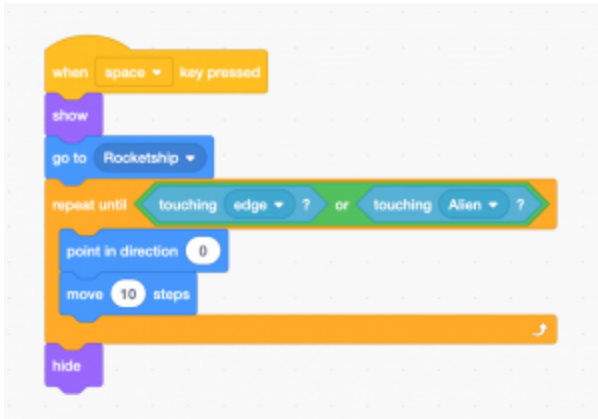 when space key pressed
show
go to Rocketship
repeat until touching edge ? or touching Alien ?
point in direction 0
move 10 steps
hide